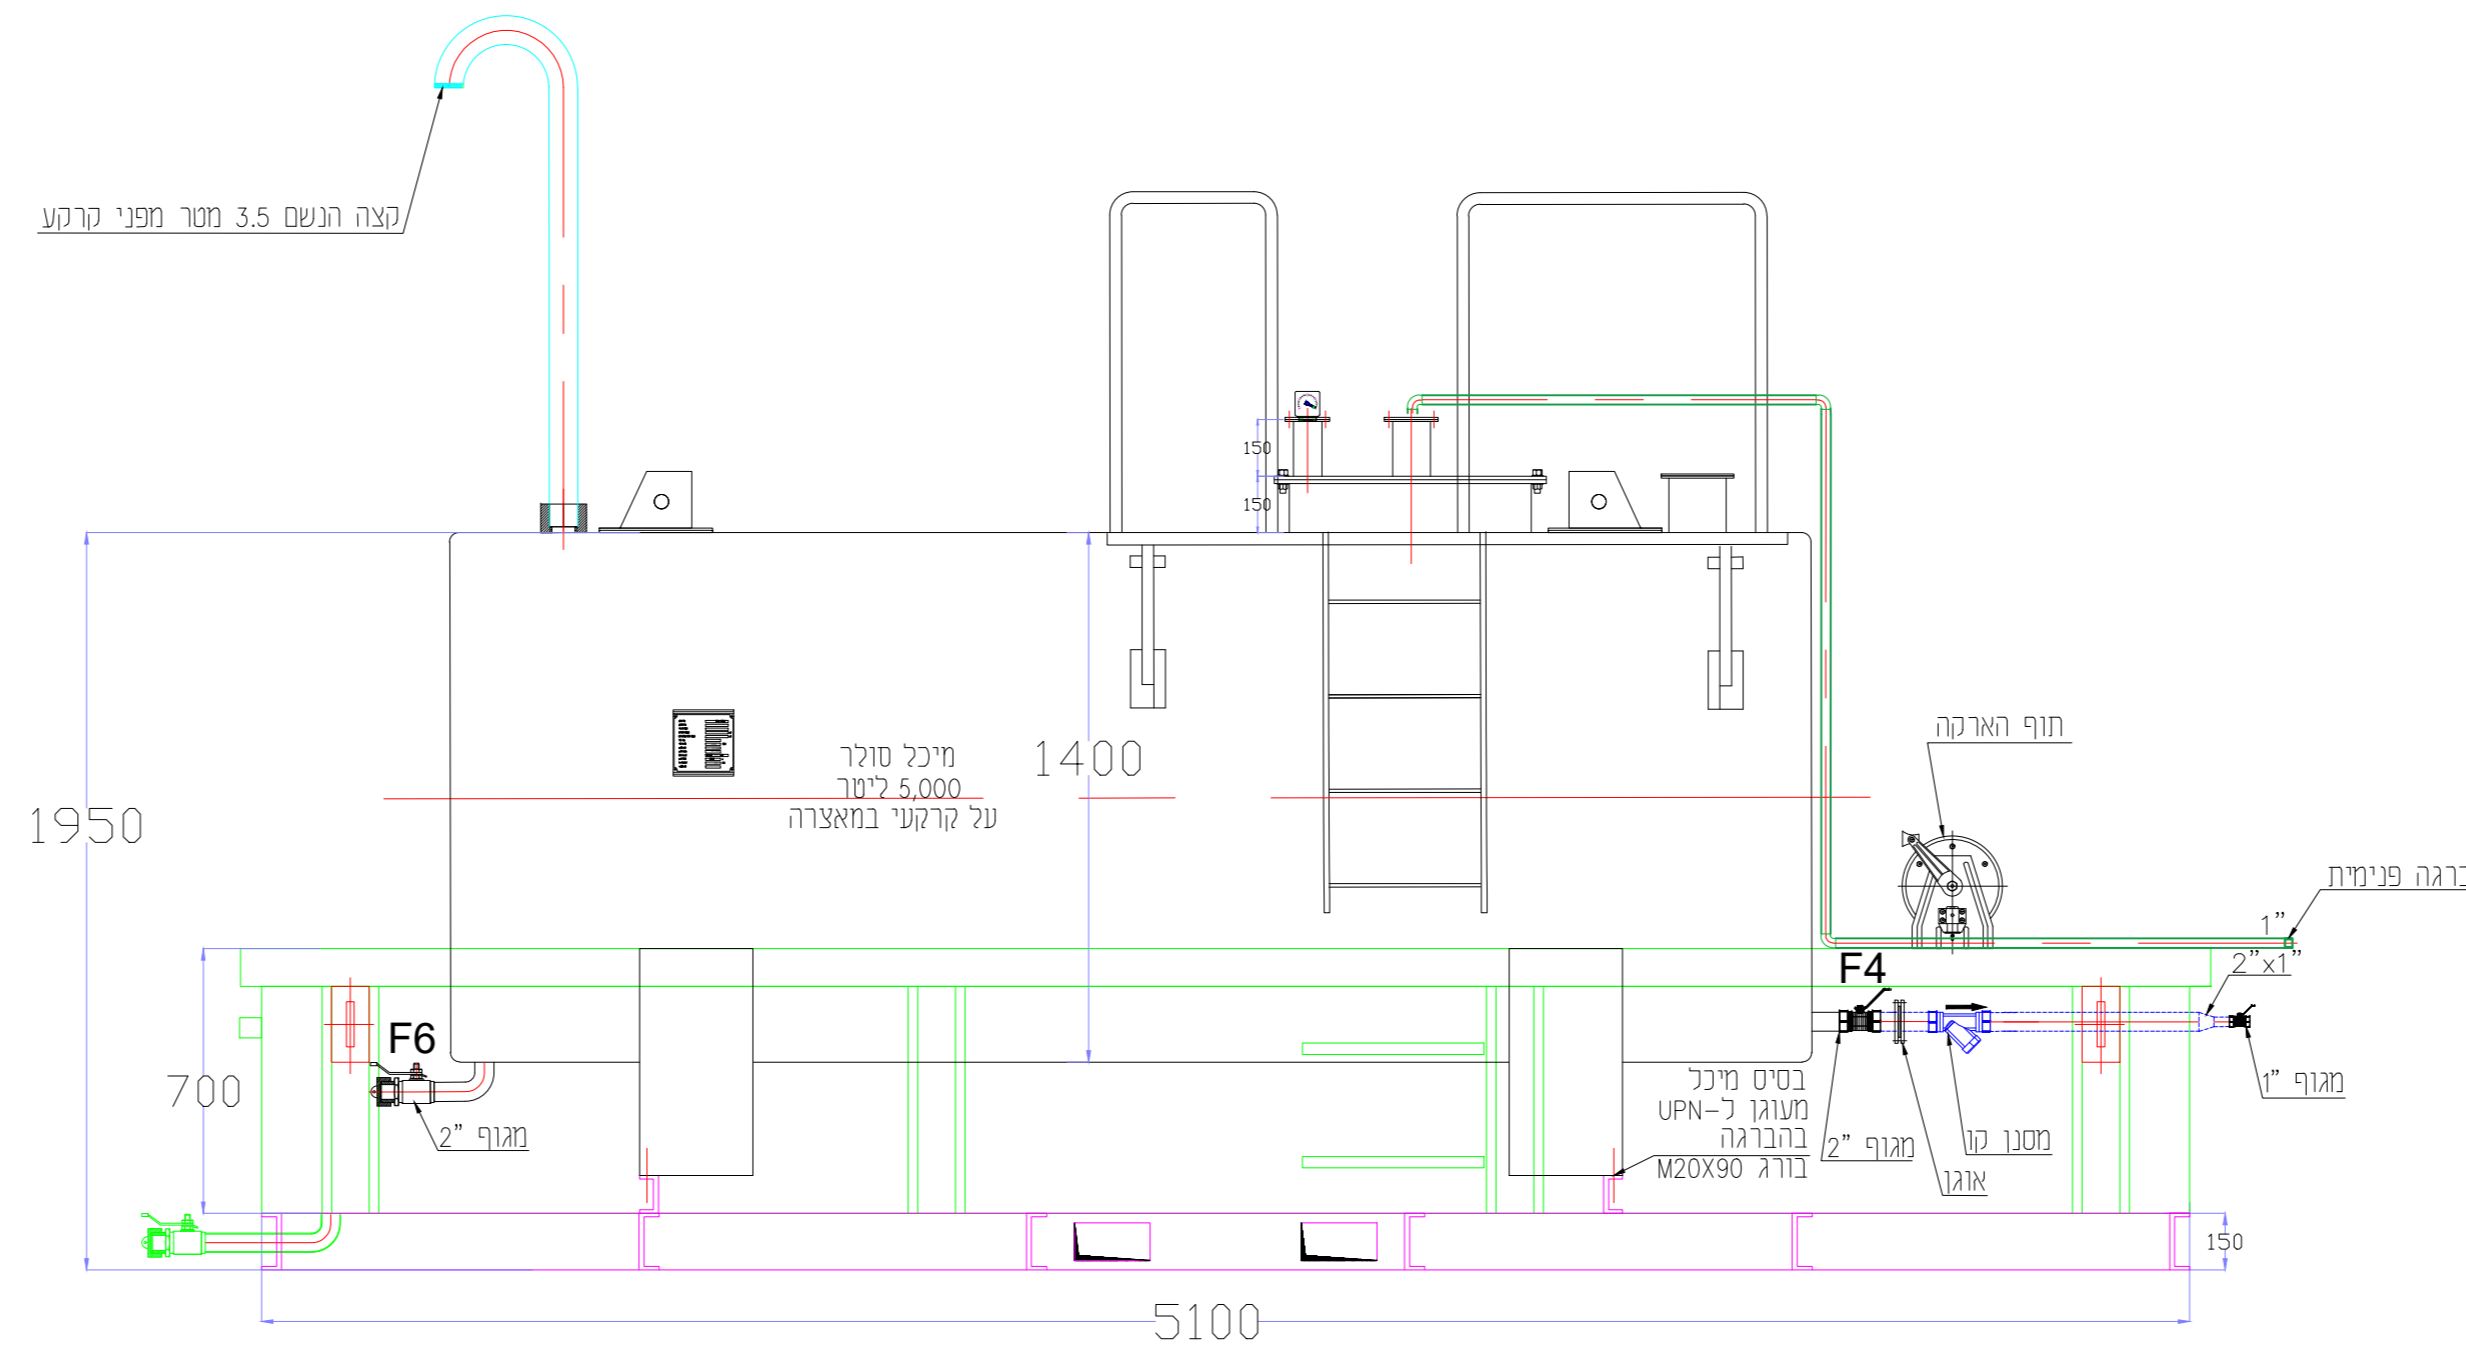 קצה הנשם 3.5 מטר מפני קרקע
150
150
תוף הארקה
מיכל סולר
5,000 ליטר
על קרקעי במאצרה
1400
1950
ברגה פנימית
1"
2"x1"
F4
F6
700
מגוף "2
בסיס מיכל
מעוגן ל-UPN
בהברגה
בורג M20X90
מגוף "2
אוגן
מסנן קו
מגוף "1
150
5100